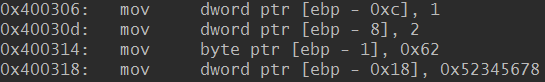 0x400306: mov dword ptr [ebp - 0xc], 1
0x40030d: mov dword ptr [ebp - 8], 2
0x400314: mov byte ptr [ebp - 1], 0x62
0x400318: mov dword ptr [ebp - 0x18], 0x52345678